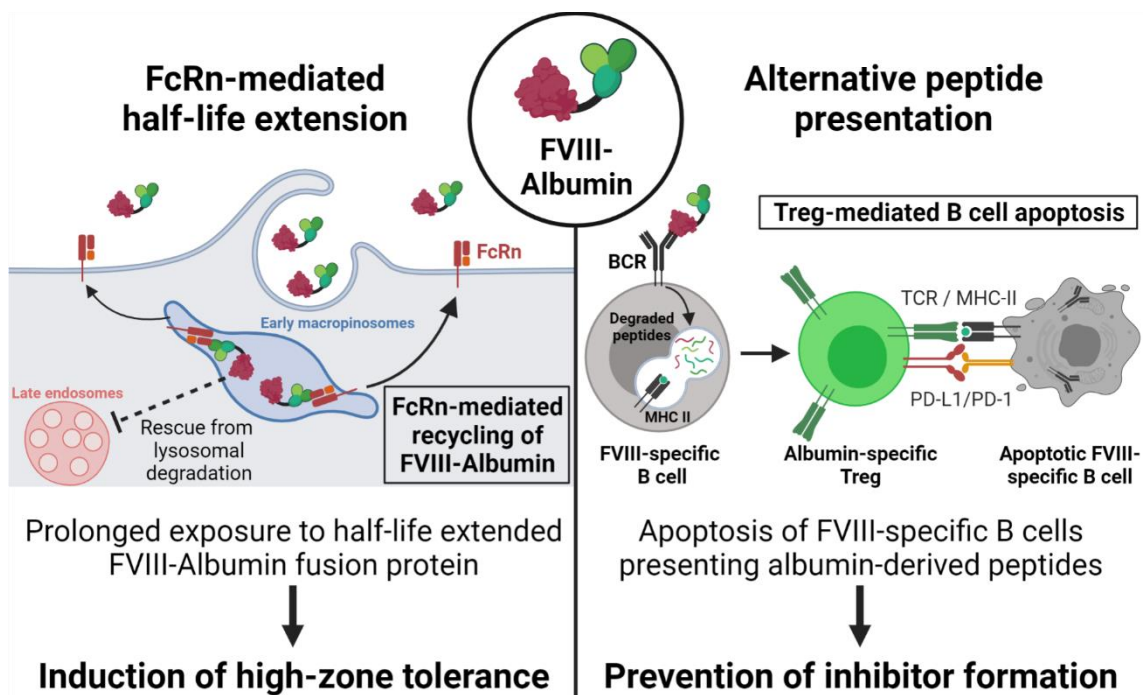 FcRn-mediated
half-life extension
FVIII-
Albumin
Alternative peptide
presentation
FcRn
Early macropinosomes
Late endosomes
Rescue from
lysosomal
degradation
FcRn-mediated
recycling of
FVIII-Albumin
Prolonged exposure to half-life extended
FVIII-Albumin fusion protein
Induction of high-zone tolerance
Treg-mediated B cell apoptosis
BCR
Degraded
peptides
MHC II
FVIII-specific
B cell
TCR / MHC-II
PD-L1/PD-1
Albumin-specific
Treg
Apoptotic FVIII-
specific B cell
Apoptosis of FVIII-specific B cells
presenting albumin-derived peptides
Prevention of inhibitor formation